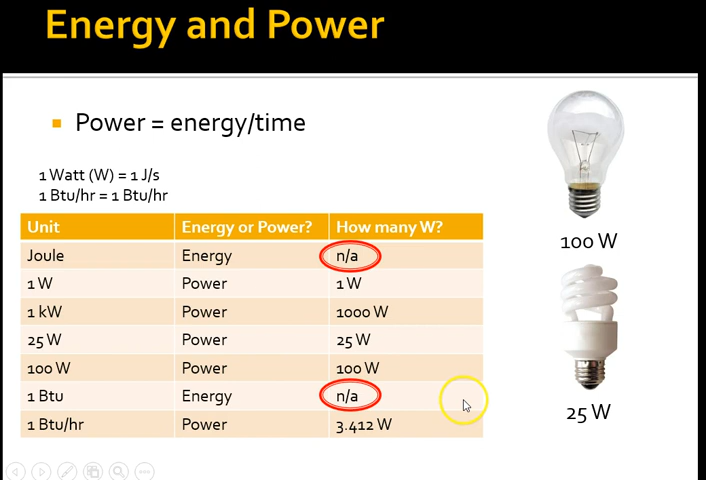 Energy and Power
Power = energy/time
1 Watt (W) = 1 J/s
1 Btu/hr = 1 Btu/hr
Unit Energy or Power? How many W?
Joule Energy n/a
1 W Power 1 W
1 kW Power 1000 W
25 W Power 25 W
100 W Power 100 W
1 Btu Energy n/a
1 Btu/hr Power 3.412 W
100 W
25 W